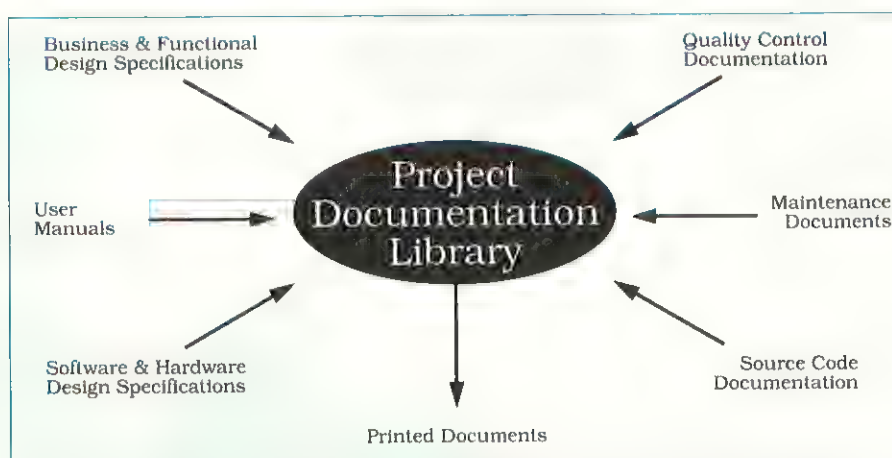 Business & Functional
Design Specifications
Quality Control
Documentation
Project
Documentation
Library
User
Manuals
Maintenance
Documents
Software & Hardware
Design Specifications
Source Code
Documentation
Printed Documents